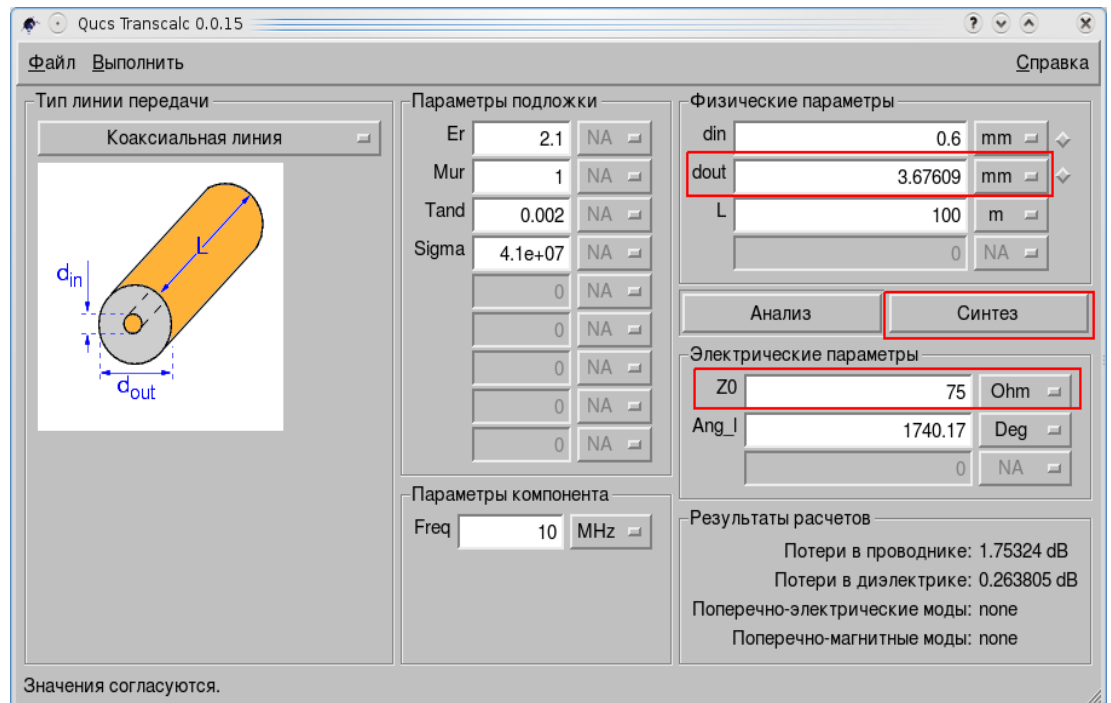 Qucs Transcalc 0.0.15
Файл Выполнить Справка
Тип линии передачи
Коаксиальная линия
L
din
dout
Параметры подложки
Er 2.1 NA
Mur 1 NA
Tand 0.002 NA
Sigma 4.1e+07 NA
0 NA
0 NA
0 NA
0 NA
0 NA
Параметры компонента
Freq 10 MHz
Физические параметры
din 0.6 mm
dout 3.67609 mm
L 100 m
0 NA
Анализ Синтез
Электрические параметры
Z0 75 Ohm
Ang_l 1740.17 Deg
0 NA
Результаты расчетов
Потери в проводнике: 1.75324 dB
Потери в диэлектрике: 0.263805 dB
Поперечно-электрические моды: none
Поперечно-магнитные моды: none
Значения согласуются.